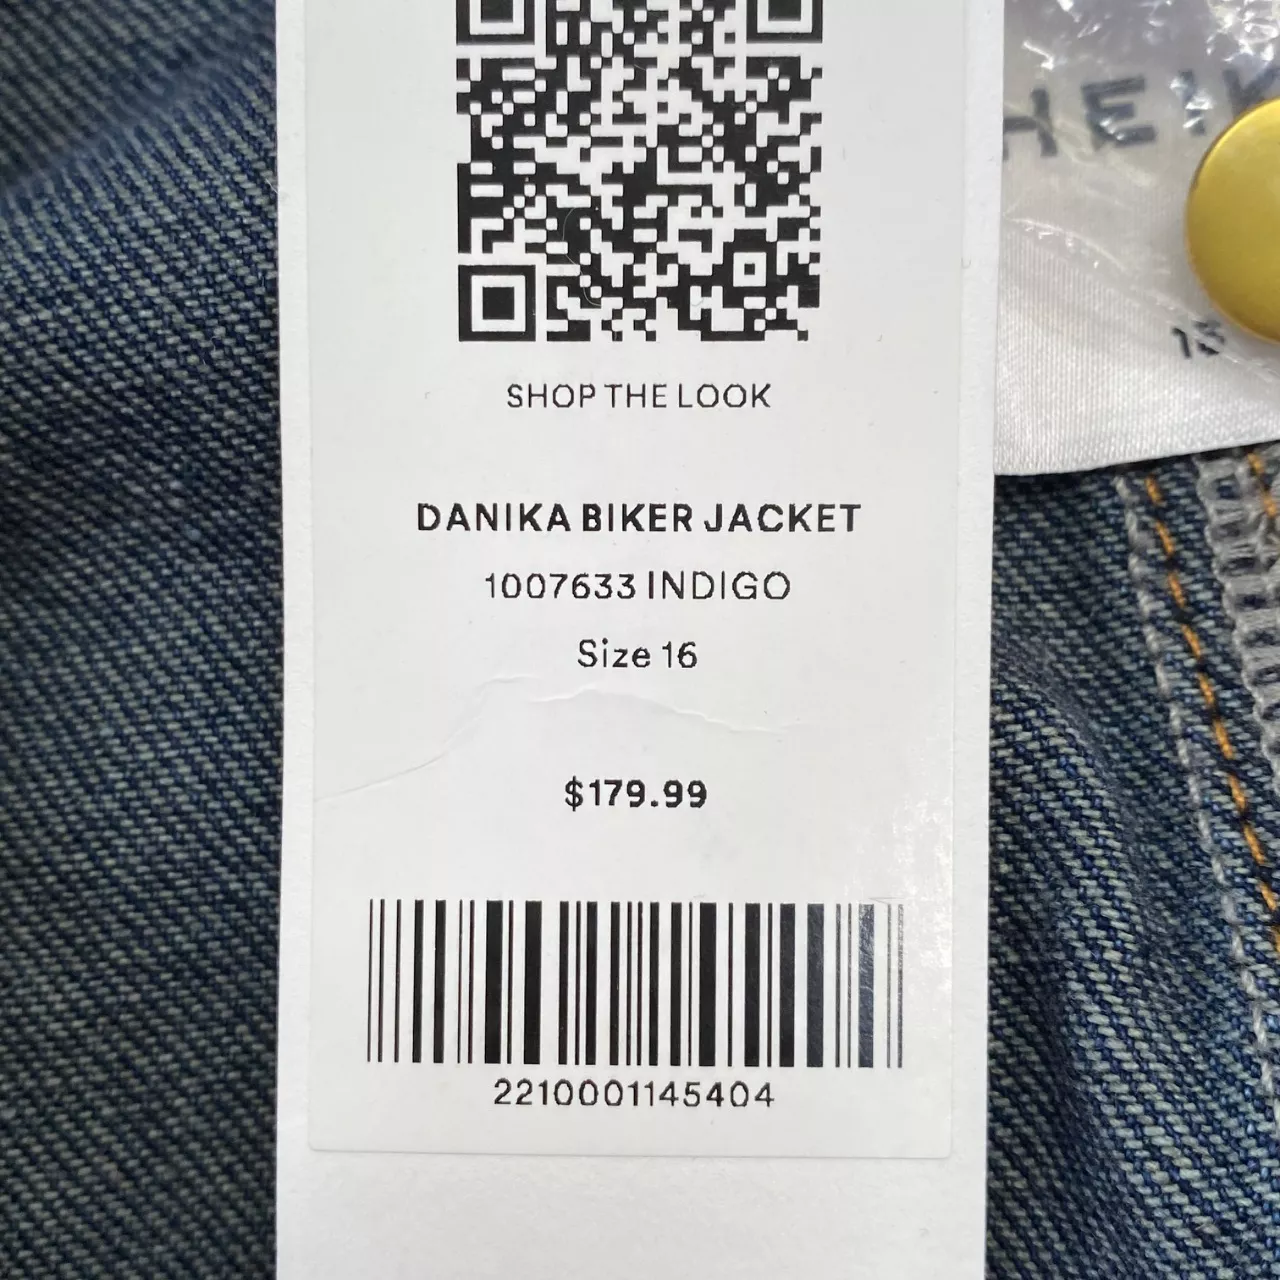 SHOP THE LOOK
DANIKA BIKER JACKET
1007633 INDIGO
Size 16
$179.99
2210001145404